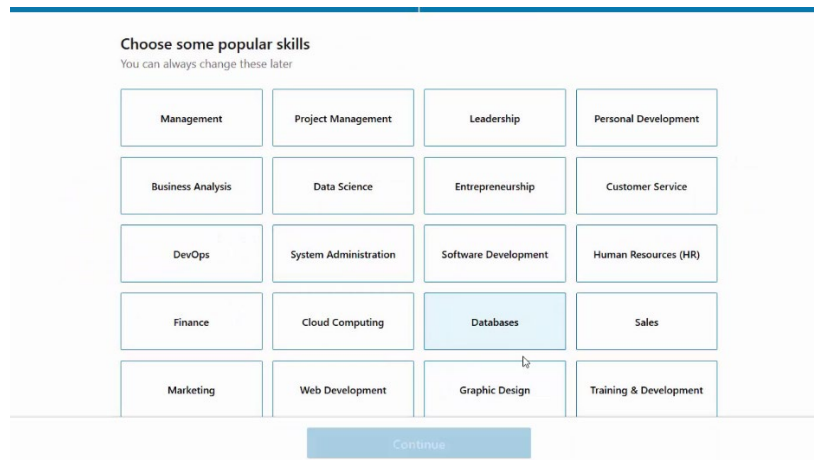 Choose some popular skills
You can always change these later
Management Project Management Leadership Personal Development
Business Analysis Data Science Entrepreneurship Customer Service
DevOps System Administration Software Development Human Resources (HR)
Finance Cloud Computing Databases Sales
Marketing Web Development Graphic Design Training & Development
Continue